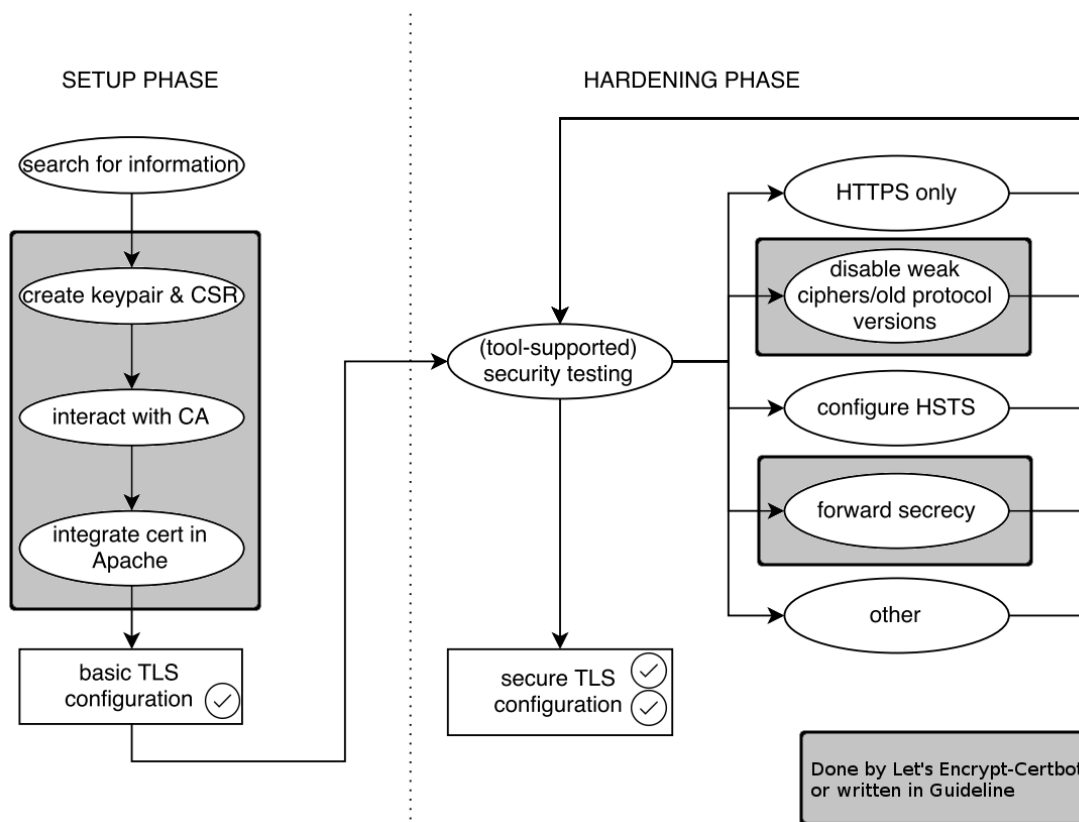 SETUP PHASE
search for information
create keypair & CSR
interact with CA
integrate cert in
Apache
basic TLS
configuration
HARDENING PHASE
(tool-supported)
security testing
secure TLS
configuration
HTTPS only
disable weak
ciphers/old protocol
versions
configure HSTS
forward secrecy
other
Done by Let's Encrypt-Certbot
or written in Guideline